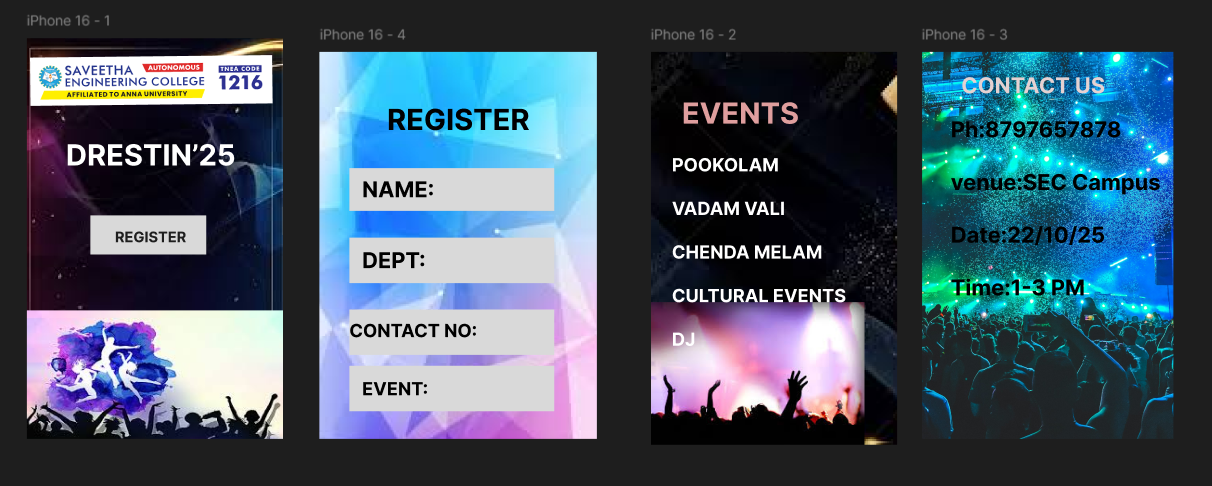 iPhone 16 - 1
SAVEETHA
AUTONOMOUS
ENGINEERING COLLEGE
AFFILIATED TO ANNA UNIVERSITY
TNEA CODE
1216
DRESTIN’25
REGISTER
iPhone 16 - 4
REGISTER
NAME:
DEPT:
CONTACT NO:
EVENT:
iPhone 16 - 2
EVENTS
POOKOLAM
VADAM VALI
CHENDA MELAM
CULTURAL EVENTS
DJ
iPhone 16 - 3
CONTACT US
Ph:8797657878
venue:SEC Campus
Date:22/10/25
Time:1-3 PM